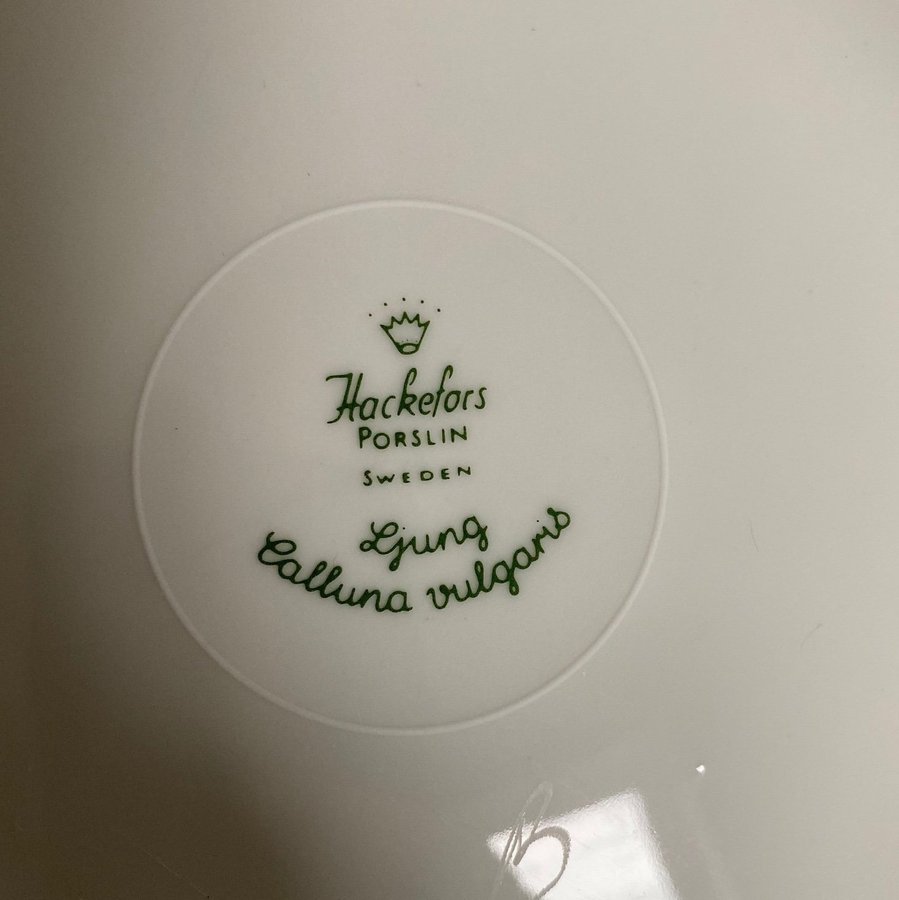 Hackefors
PORSLIN
SWEDEN
Ljung
Calluna vulgaris
B